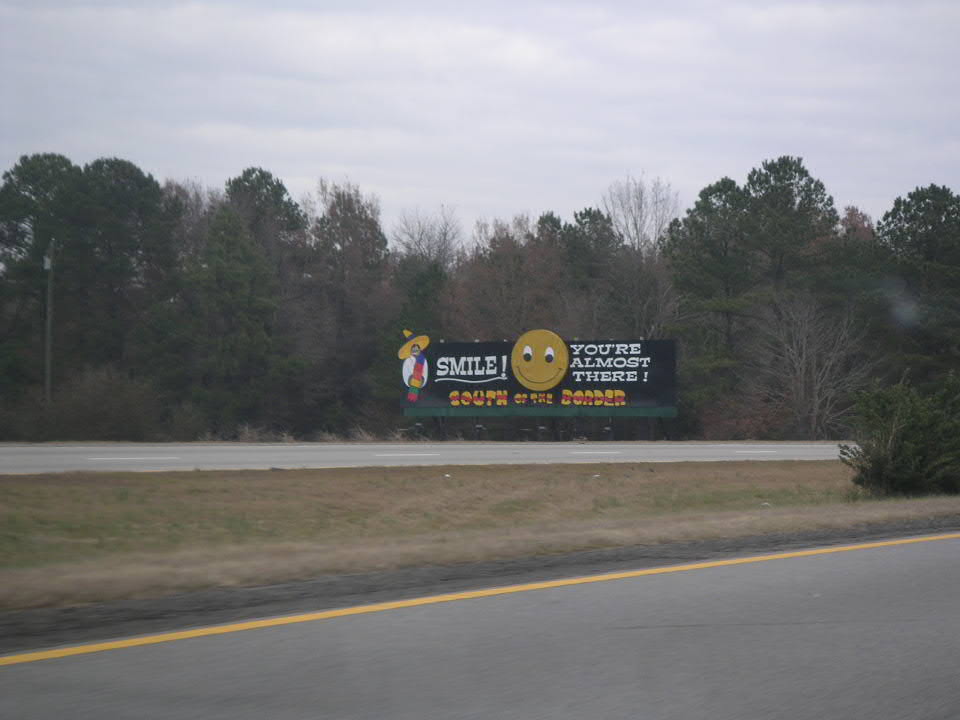 SMILE!
YOU'RE
ALMOST
THERE!
SOUTH OF THE BORDER